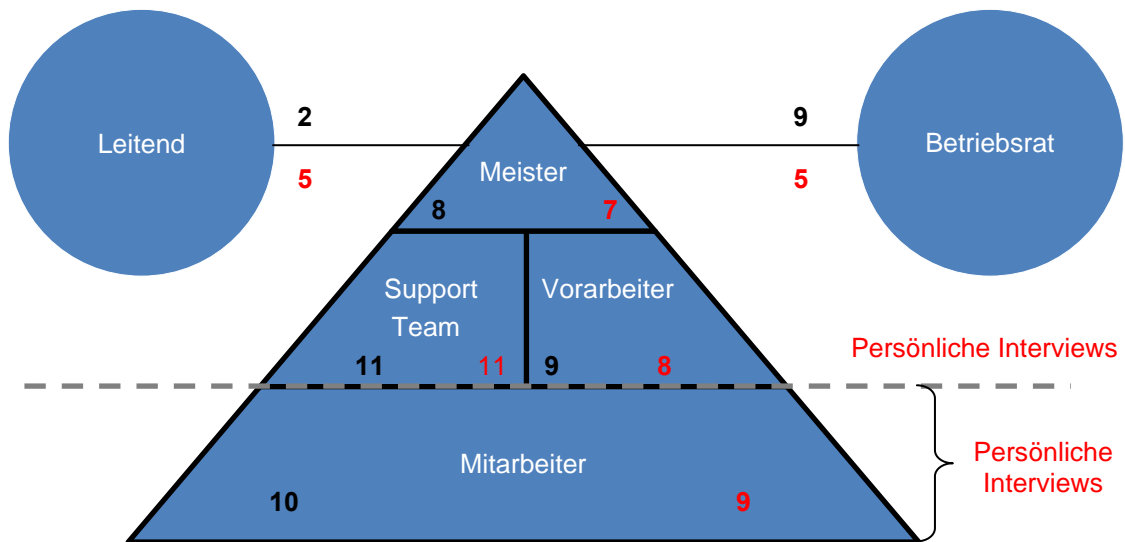 Leitend
2
5
Meister
8
7
9
5
Betriebsrat
Support
Team
11
11
Vorarbeiter
9
8
Persönliche Interviews
Mitarbeiter
10
9
Persönliche
Interviews